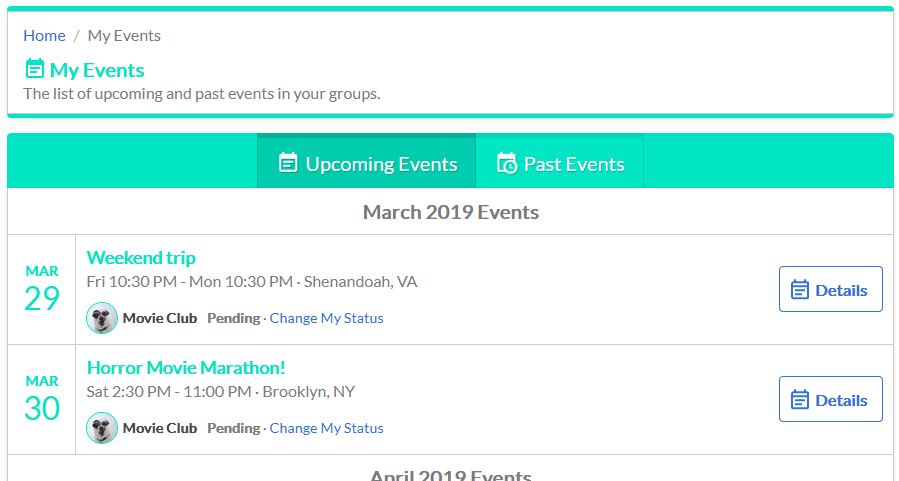 Home / My Events
My Events
The list of upcoming and past events in your groups.
Upcoming Events Past Events
March 2019 Events
MAR
29
Weekend trip
Fri 10:30 PM - Mon 10:30 PM · Shenandoah, VA
Movie Club Pending · Change My Status
Details
MAR
30
Horror Movie Marathon!
Sat 2:30 PM - 11:00 PM · Brooklyn, NY
Movie Club Pending · Change My Status
Details
April 2019 Events